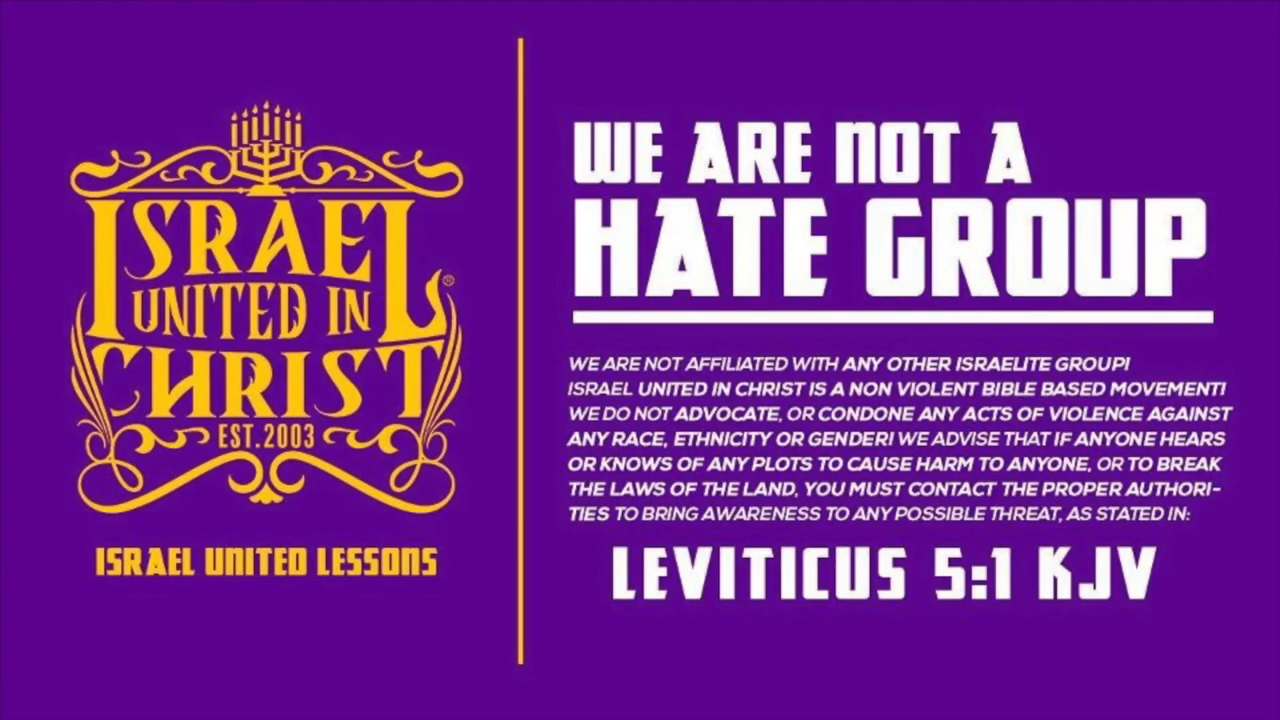 ISRAEL
UNITED IN
CHRIST
EST.2003
ISRAEL UNITED LESSONS
WE ARE NOT A
HATE GROUP
WE ARE NOT AFFILIATED WITH ANY OTHER ISRAELITE GROUP!
ISRAEL UNITED IN CHRIST IS A NON VIOLENT BIBLE BASED MOVEMENT!
WE DO NOT ADVOCATE, OR CONDONE ANY ACTS OF VIOLENCE AGAINST
ANY RACE, ETHNICITY OR GENDER! WE ADVISE THAT IF ANYONE HEARS
OR KNOWS OF ANY PLOTS TO CAUSE HARM TO ANYONE, OR TO BREAK
THE LAWS OF THE LAND, YOU MUST CONTACT THE PROPER AUTHORI-
TIES TO BRING AWARENESS TO ANY POSSIBLE THREAT, AS STATED IN:
LEVITICUS 5:1 KJV